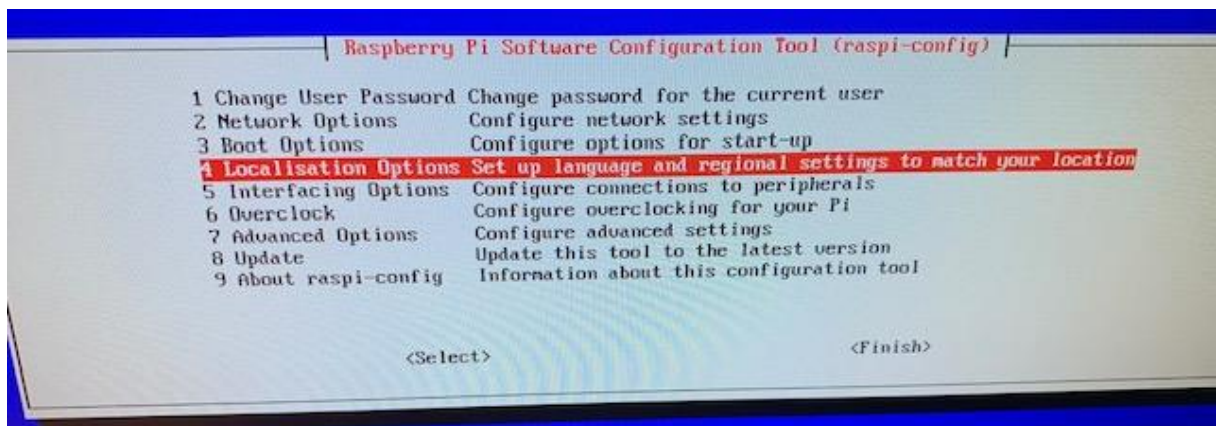 Raspberry Pi Software Configuration Tool (raspi-config)
1 Change User Password Change password for the current user
2 Network Options Configure network settings
3 Boot Options Configure options for start-up
4 Localisation Options Set up language and regional settings to match your location
5 Interfacing Options Configure connections to peripherals
6 Overclock Configure overclocking for your Pi
7 Advanced Options Configure advanced settings
8 Update Update this tool to the latest version
9 About raspi-config Information about this configuration tool
<Select> <Finish>